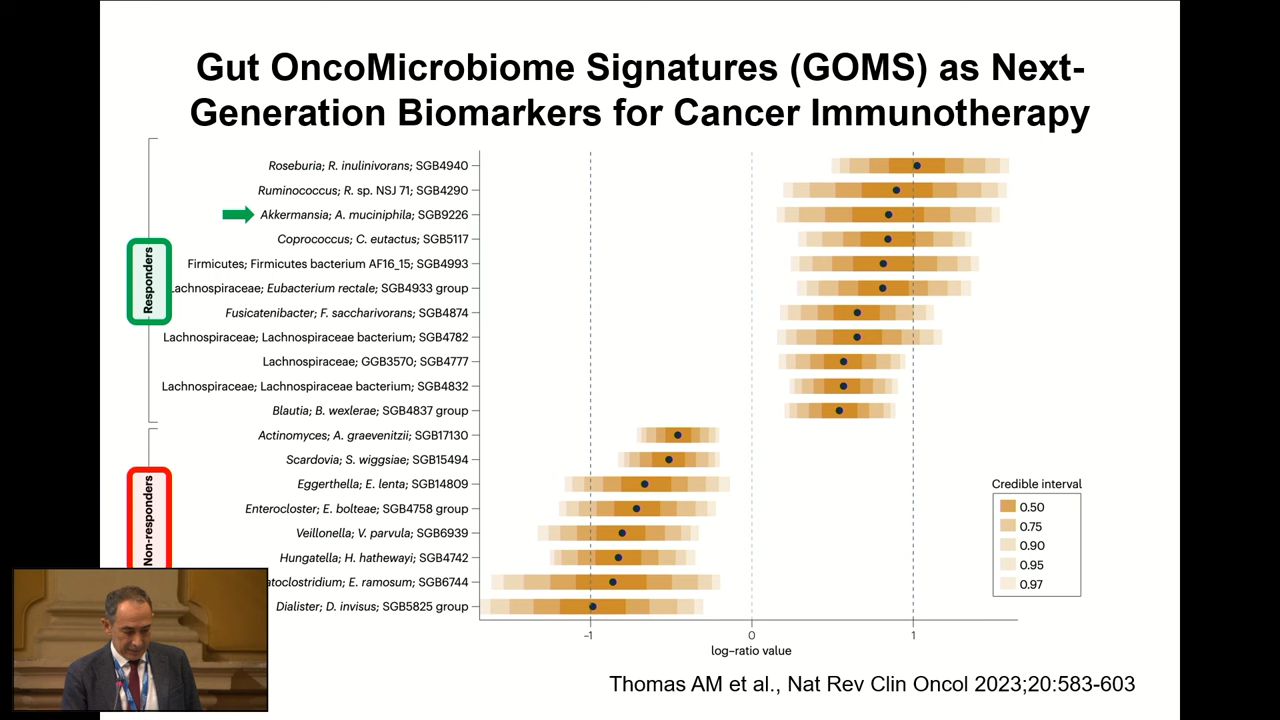 Gut OncoMicrobiome Signatures (GOMS) as Next-
Generation Biomarkers for Cancer Immunotherapy
Responders
Roseburia; R. inulinivorans; SGB4940
Ruminococcus; R. sp. NSJ 71; SGB4290
Akkermansia; A. muciniphila; SGB9226
Coprococcus; C. eutactus; SGB5117
Firmicutes; Firmicutes bacterium AF16_15; SGB4993
Lachnospiraceae; Eubacterium rectale; SGB4933 group
Fusicatenibacter; F. saccharivorans; SGB4874
Lachnospiraceae; Lachnospiraceae bacterium; SGB4782
Lachnospiraceae; GGB3570; SGB4777
Lachnospiraceae; Lachnospiraceae bacterium; SGB4832
Blautia; B. wexlerae; SGB4837 group
Non-responders
Actinomyces; A. graevenitzii; SGB17130
Scardovia; S. wiggsiae; SGB15494
Eggerthella; E. lenta; SGB14809
Enterocloster; E. bolteae; SGB4758 group
Veillonella; V. parvula; SGB6939
Hungatella; H. hathewayi; SGB4742
atoclostridium; E. ramosum; SGB6744
Dialister; D. invisus; SGB5825 group
Credible interval
0.50
0.75
0.90
0.95
0.97
−1 0 1
log–ratio value
Thomas AM et al., Nat Rev Clin Oncol 2023;20:583-603